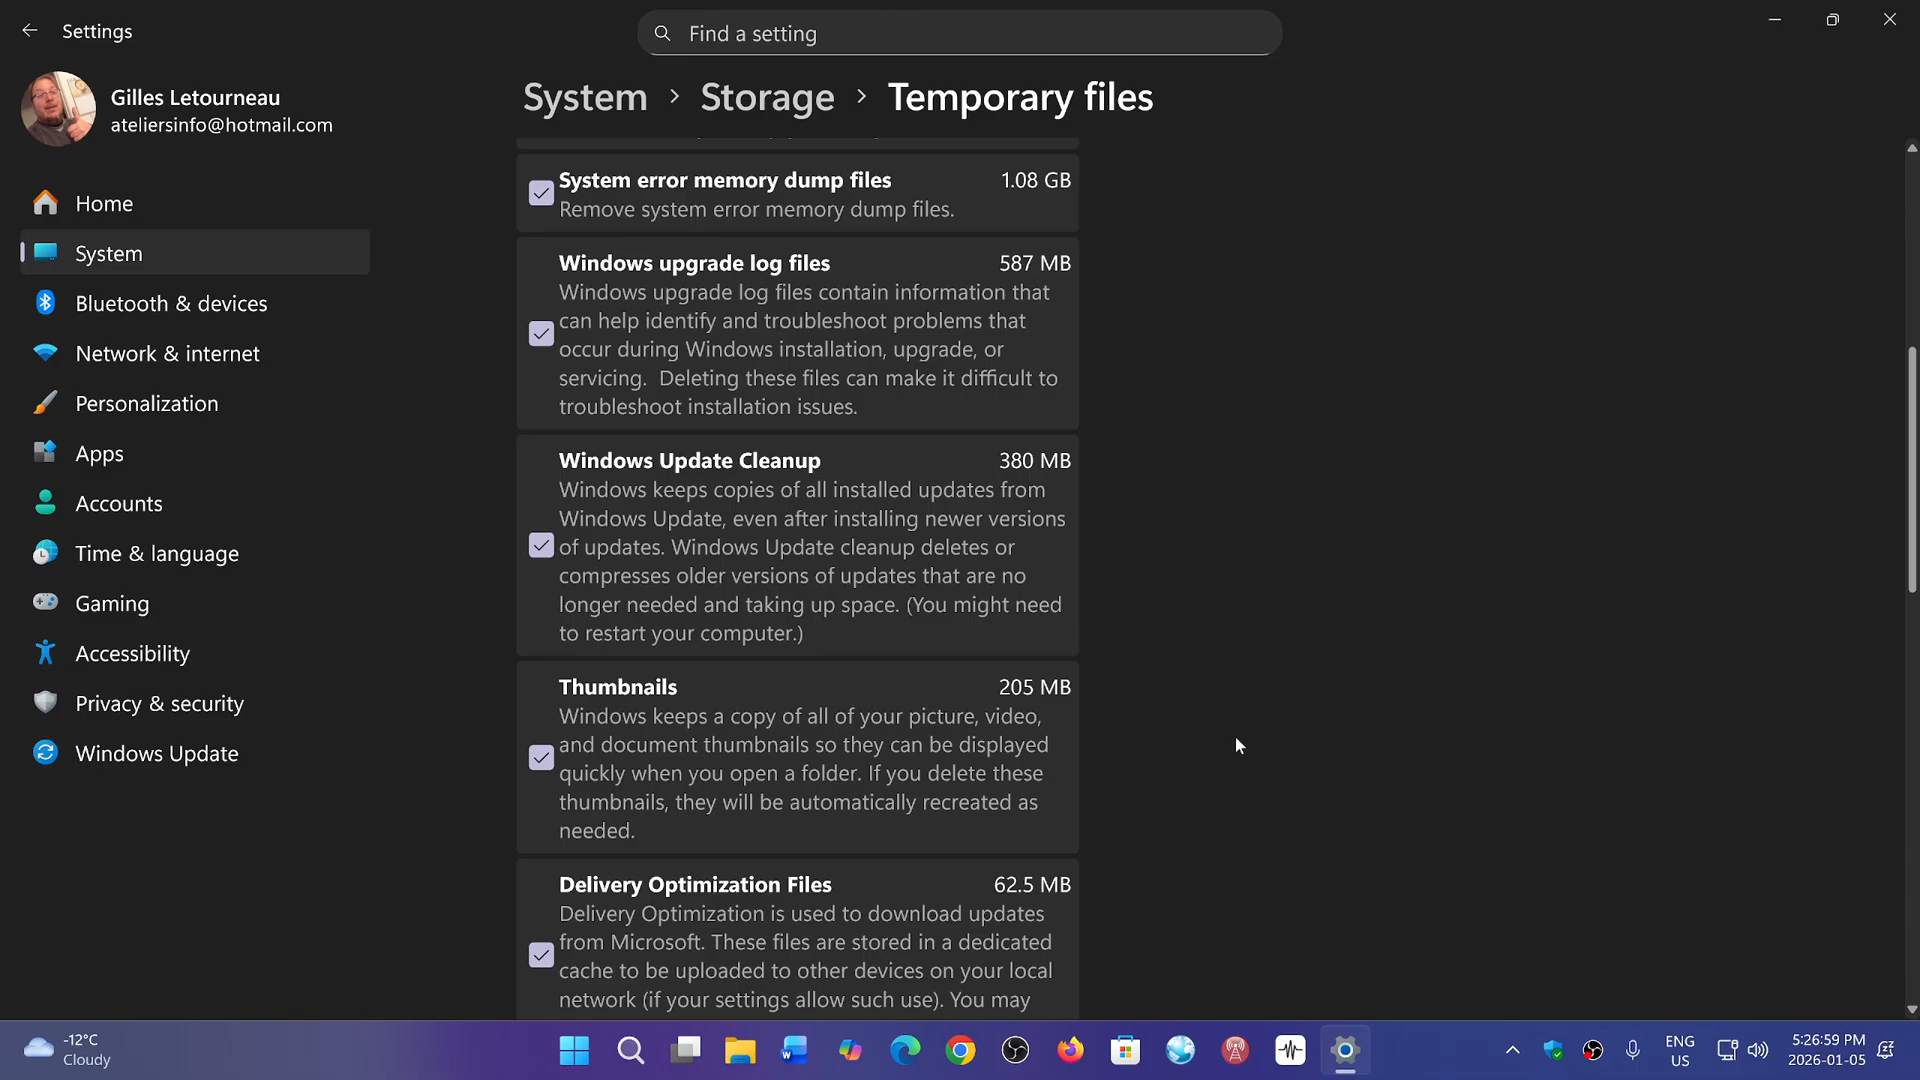 Settings
Find a setting
Gilles Letourneau
ateliersinfo@hotmail.com
System > Storage > Temporary files
Home
System
Bluetooth & devices
Network & internet
Personalization
Apps
Accounts
Time & language
Gaming
Accessibility
Privacy & security
Windows Update
System error memory dump files 1.08 GB
Remove system error memory dump files.
Windows upgrade log files 587 MB
Windows upgrade log files contain information that
can help identify and troubleshoot problems that
occur during Windows installation, upgrade, or
servicing.  Deleting these files can make it difficult to
troubleshoot installation issues.
Windows Update Cleanup 380 MB
Windows keeps copies of all installed updates from
Windows Update, even after installing newer versions
of updates. Windows Update cleanup deletes or
compresses older versions of updates that are no
longer needed and taking up space. (You might need
to restart your computer.)
Thumbnails 205 MB
Windows keeps a copy of all of your picture, video,
and document thumbnails so they can be displayed
quickly when you open a folder. If you delete these
thumbnails, they will be automatically recreated as
needed.
Delivery Optimization Files 62.5 MB
Delivery Optimization is used to download updates
from Microsoft. These files are stored in a dedicated
cache to be uploaded to other devices on your local
network (if your settings allow such use). You may
-12°C
Cloudy
ENG
US
5:26:59 PM
2026-01-05